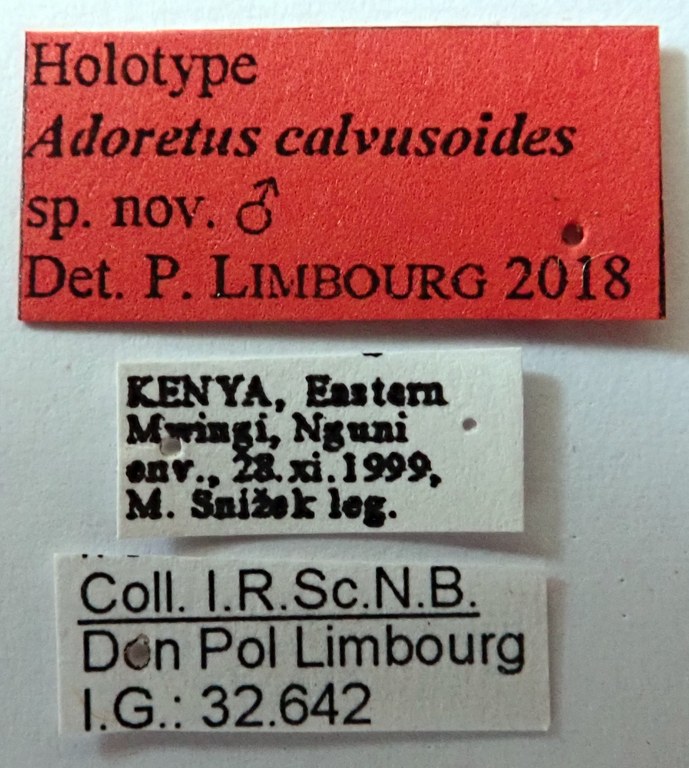 Holotype
Adoretus calvusoides
sp. nov. ♂
Det. P. LIMBOURG 2018
KENYA, Eastern
Mwingi, Nguni
env., 28.xi.1999,
M. Snížek leg.
Coll. I.R.Sc.N.B.
Don Pol Limbourg
I.G.: 32.642